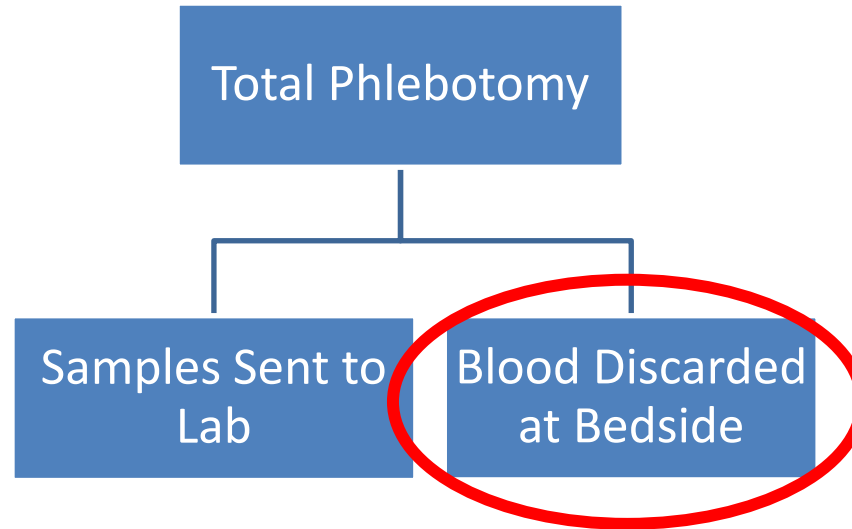 Total Phlebotomy
Samples Sent to
Lab
Blood Discarded
at Bedside